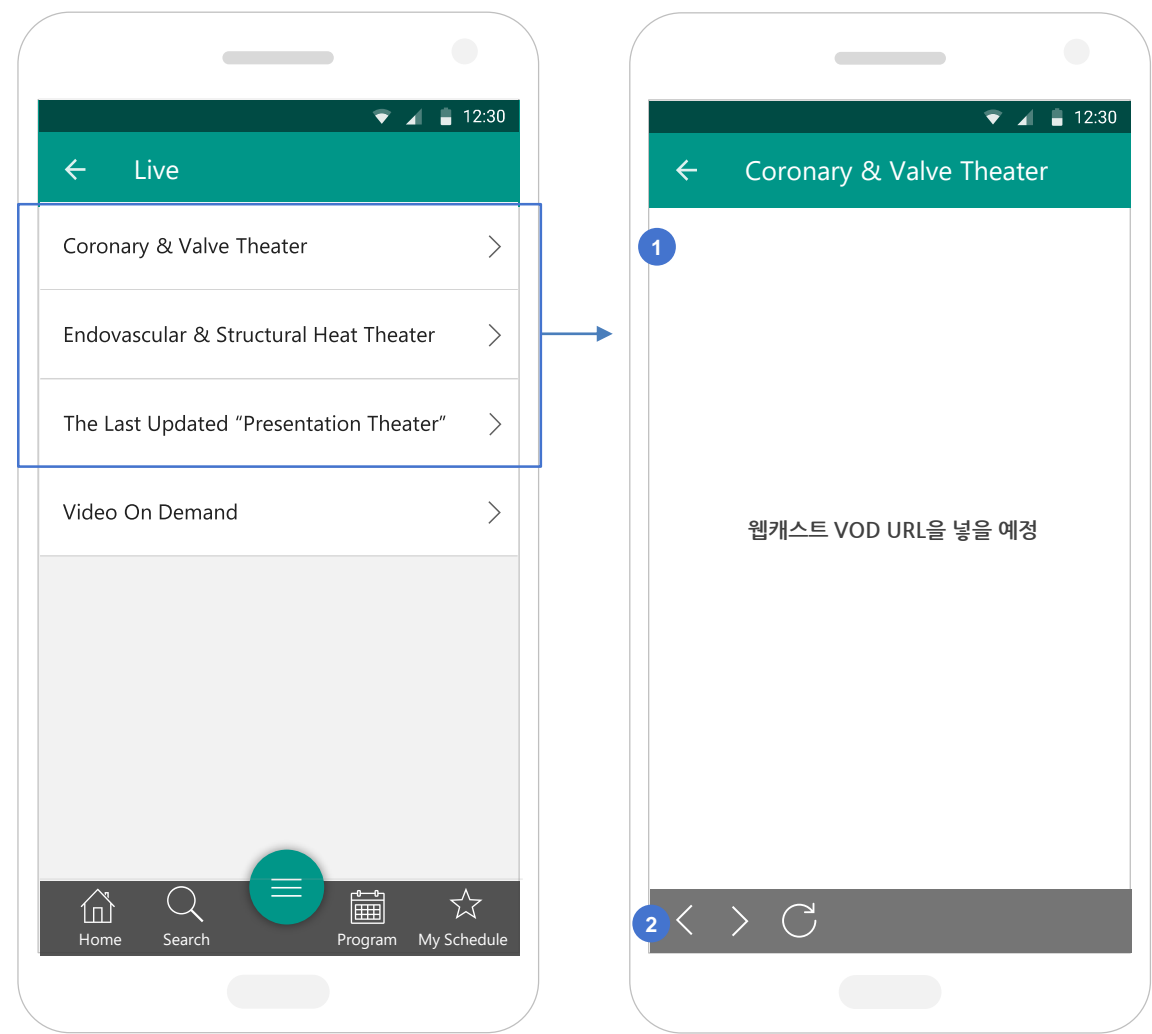 12:30
Live
Coronary & Valve Theater
Endovascular & Structural Heat Theater
The Last Updated “Presentation Theater”
Video On Demand
Home Search Program My Schedule
12:30
Coronary & Valve Theater
1
웹캐스트 VOD URL을 넣을 예정
2